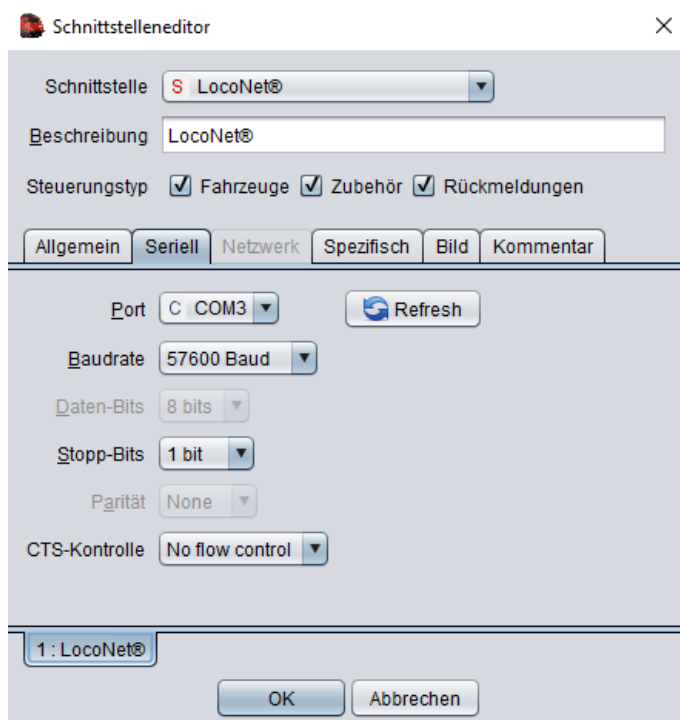 Schnittstelleneditor
Schnittstelle S LocoNet®
Beschreibung LocoNet®
Steuerungstyp Fahrzeuge Zubehör Rückmeldungen
Allgemein Seriell Netzwerk Spezifisch Bild Kommentar
Port C COM3 Refresh
Baudrate 57600 Baud
Daten-Bits 8 bits
Stopp-Bits 1 bit
Parität None
CTS-Kontrolle No flow control
1 : LocoNet®
OK Abbrechen